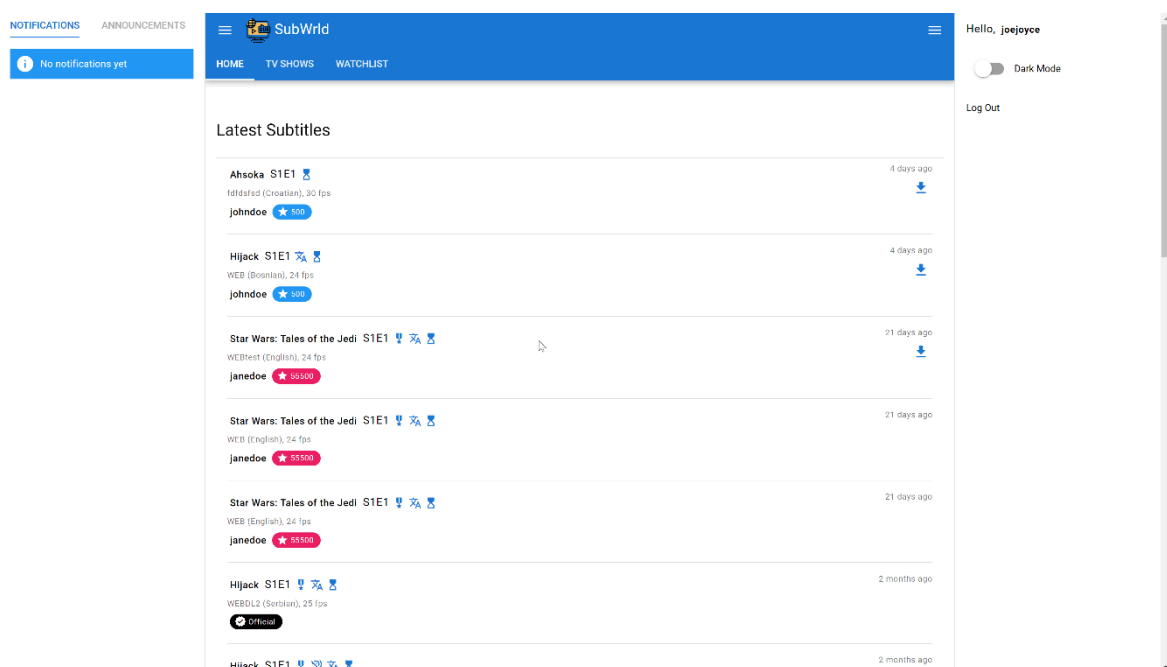 NOTIFICATIONS ANNOUNCEMENTS
No notifications yet
SubWrld
HOME TV SHOWS WATCHLIST
Latest Subtitles
Ahsoka S1E1
4 days ago
fdfdsfsd (Croatian), 30 fps
johndoe 500
Hijack S1E1
4 days ago
WEB (Bosnian), 24 fps
johndoe 500
Star Wars: Tales of the Jedi S1E1
21 days ago
WEBtest (English), 24 fps
janedoe 55500
Star Wars: Tales of the Jedi S1E1
21 days ago
WEB (English), 24 fps
janedoe 55500
Star Wars: Tales of the Jedi S1E1
21 days ago
WEB (English), 24 fps
janedoe 55500
Hijack S1E1
2 months ago
WEBDL2 (Serbian), 25 fps
Official
Hijack S1E1
2 months ago
Hello, joejoyce
Dark Mode
Log Out